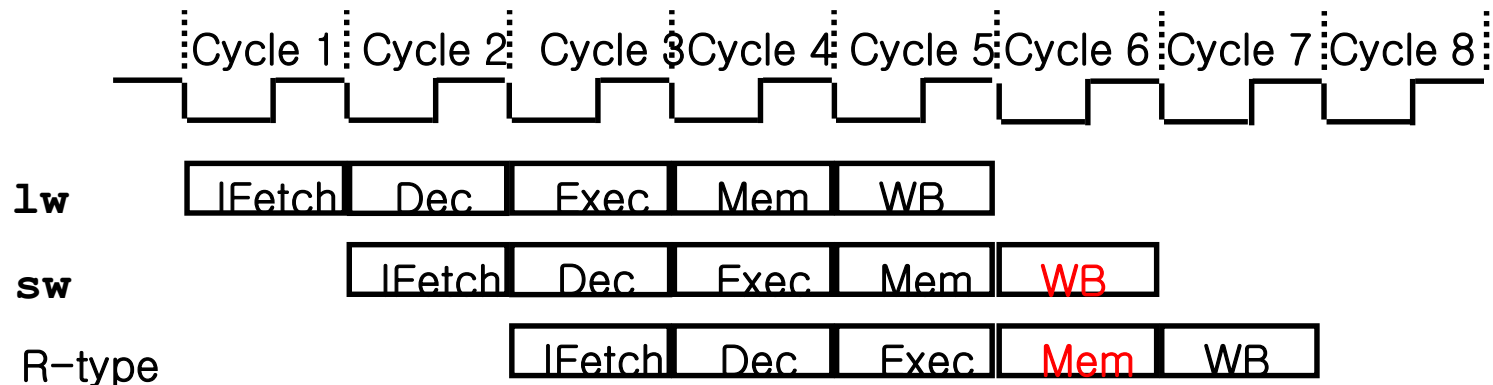 Cycle 1 Cycle 2 Cycle 3 Cycle 4 Cycle 5 Cycle 6 Cycle 7 Cycle 8
lw IFetch Dec Exec Mem WB
sw IFetch Dec Exec Mem WB
R-type IFetch Dec Exec Mem WB